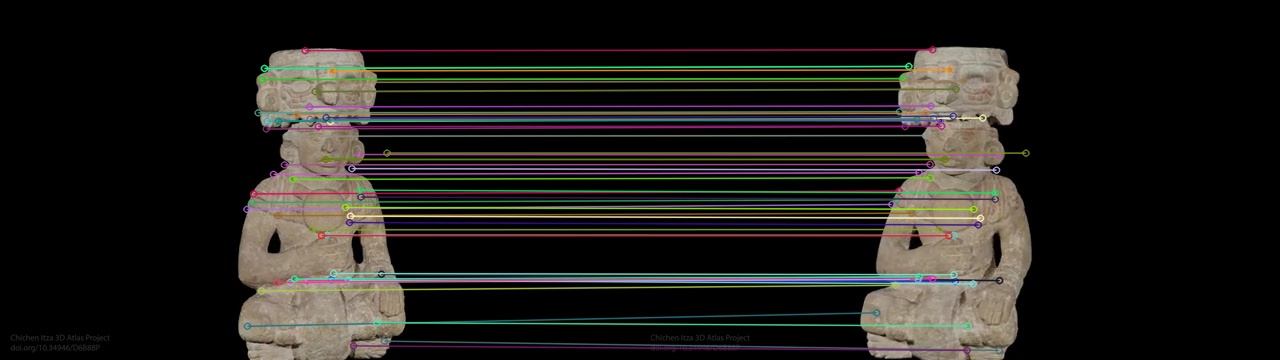 Chichen Itza 3D Atlas Project
doi.org/10.34946/D6888P
Chichen Itza 3D Atlas Project